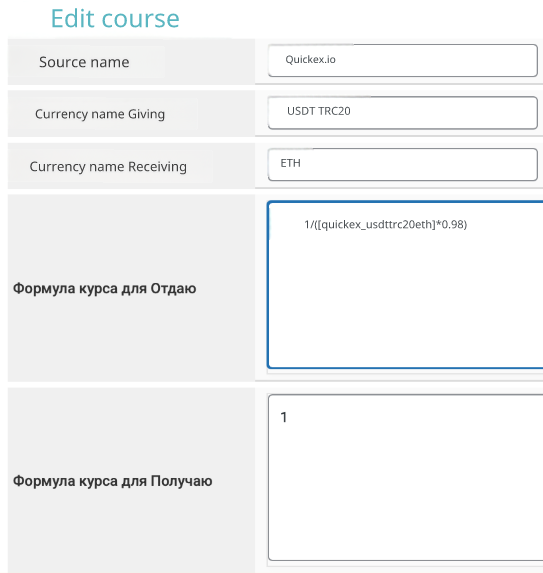 Edit course
Source name
Quickex.io
Currency name Giving
USDT TRC20
Currency name Receiving
ETH
1/([quickex_usdttrc20eth]*0.98)
Формула курса для Отдаю
1
Формула курса для Получаю